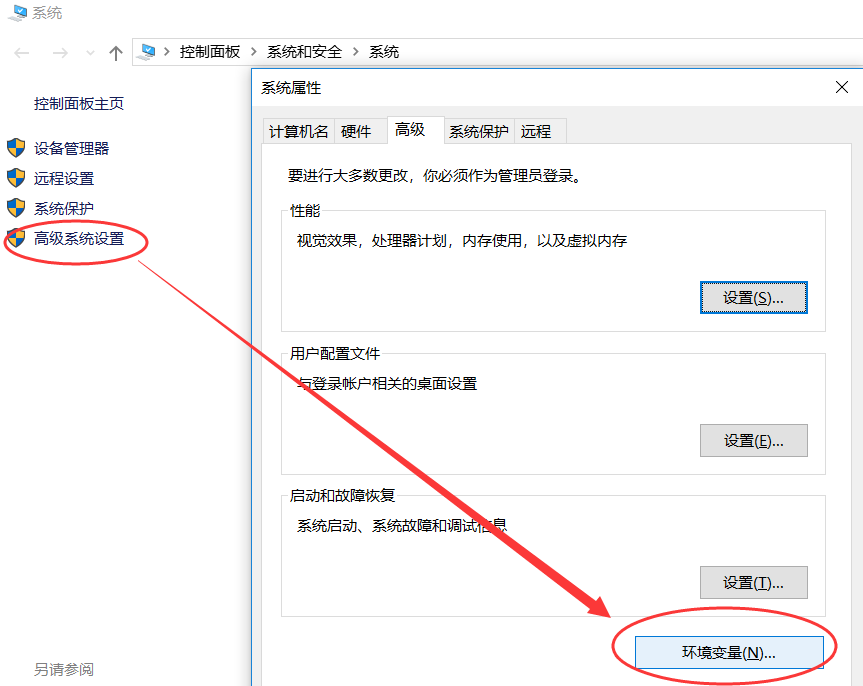 系统
控制面板 > 系统和安全 > 系统
系统属性
控制面板主页
设备管理器
远程设置
系统保护
高级系统设置
计算机名 硬件 高级 系统保护 远程
要进行大多数更改，你必须作为管理员登录。
性能
视觉效果，处理器计划，内存使用，以及虚拟内存
设置(S)...
用户配置文件
与登录帐户相关的桌面设置
设置(E)...
启动和故障恢复
系统启动、系统故障和调试信息
设置(T)...
环境变量(N)...
另请参阅